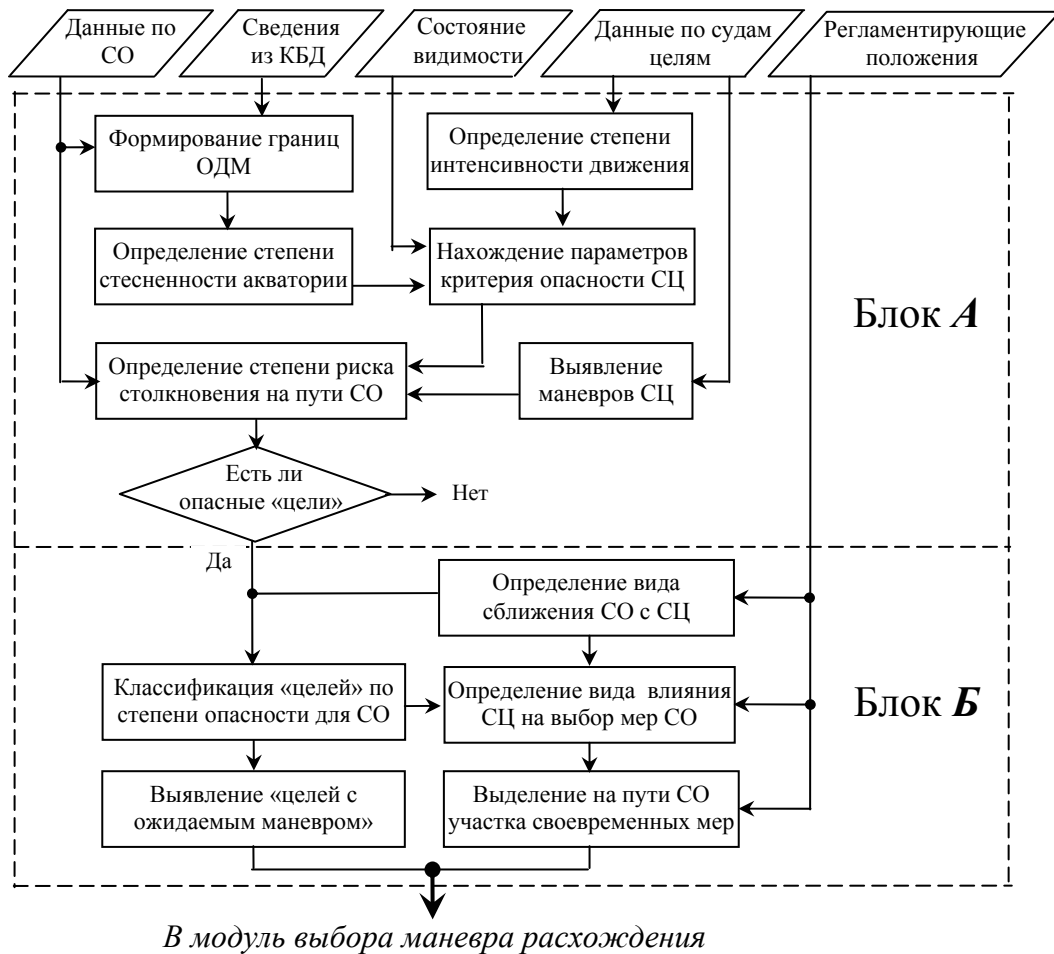 Данные по
СО
Сведения
из КБД
Состояние
видимости
Данные по судам
целям
Регламентирующие
положения
Формирование границ
ОДМ
Определение степени
интенсивности движения
Определение степени
стесненности акватории
Нахождение параметров
критерия опасности СЦ
Блок А
Определение степени риска
столкновения на пути СО
Выявление
маневров СЦ
Есть ли
опасные «цели»
Нет
Да
Определение вида
сближения СО с СЦ
Классификация «целей» по
степени опасности для СО
Определение вида влияния
СЦ на выбор мер СО
Блок Б
Выявление «целей с
ожидаемым маневром»
Выделение на пути СО
участка своевременных мер
В модуль выбора маневра расхождения